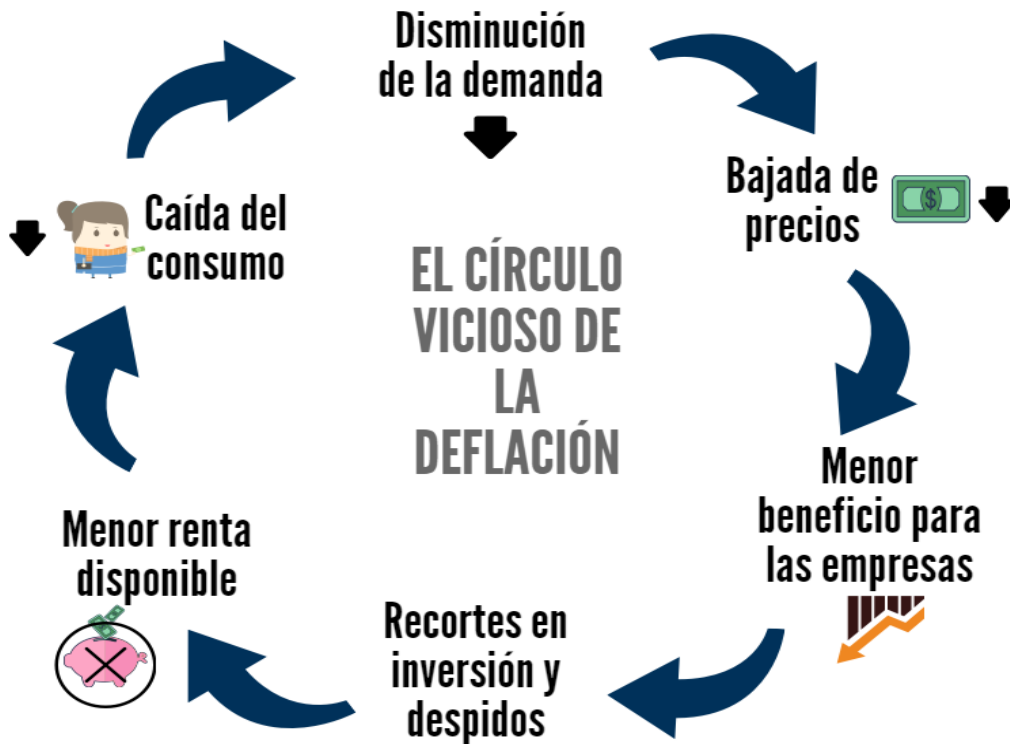 Disminución
de la demanda
Bajada de
precios
Menor
beneficio para
las empresas
Recortes en
inversión y
despidos
Menor renta
disponible
Caída del
consumo
EL CÍRCULO
VICIOSO DE
LA
DEFLACIÓN